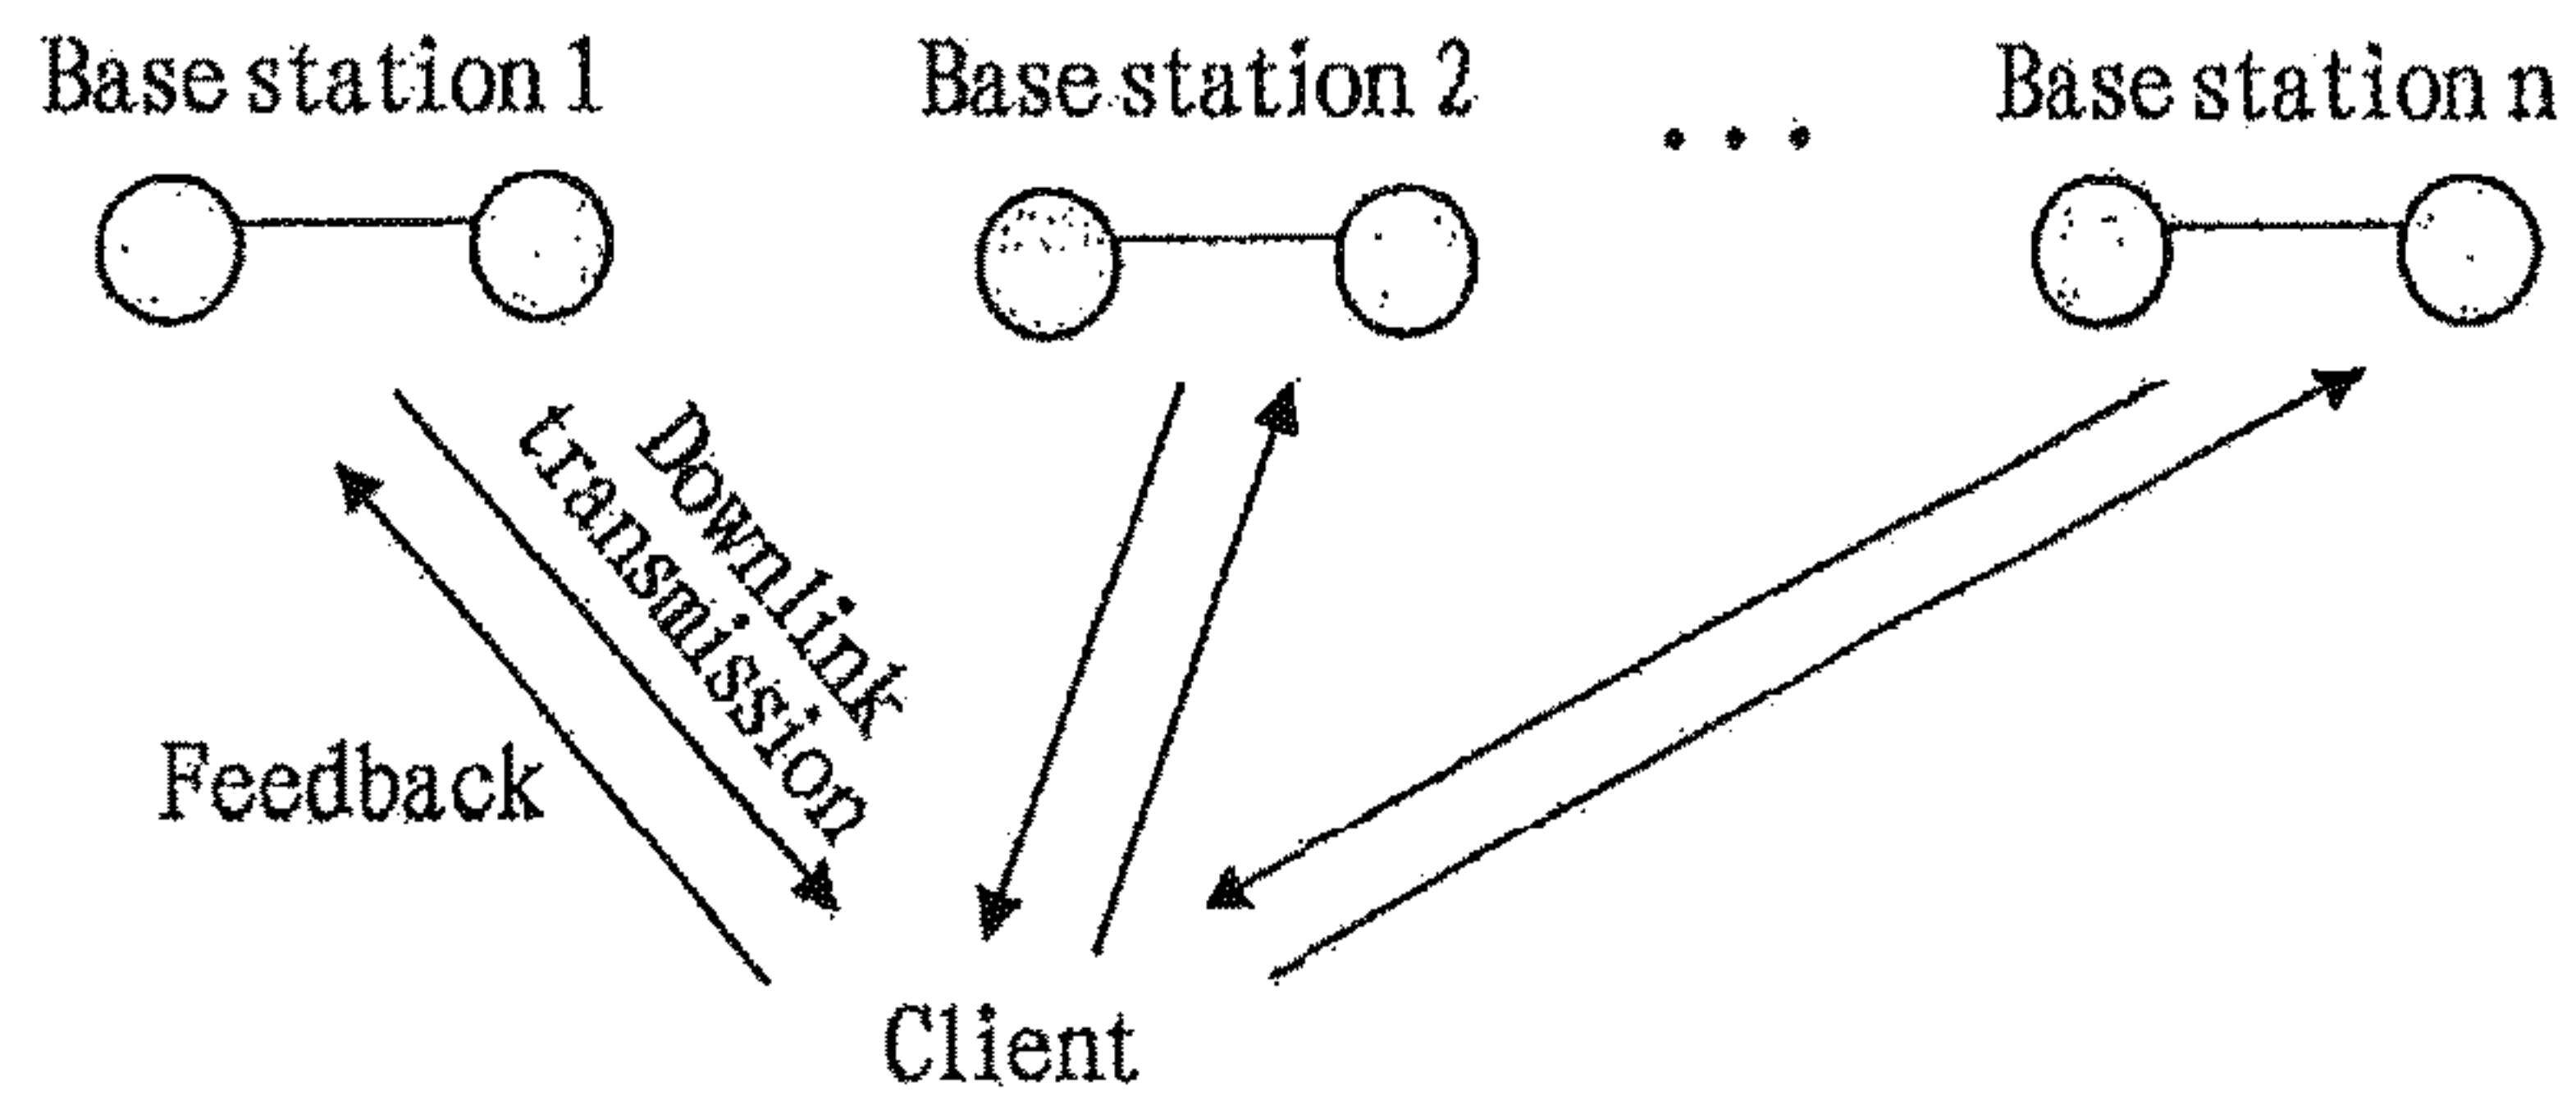 Base station 1
Base station 2
...
Base station n
Downlink
transmission
Feedback
Client